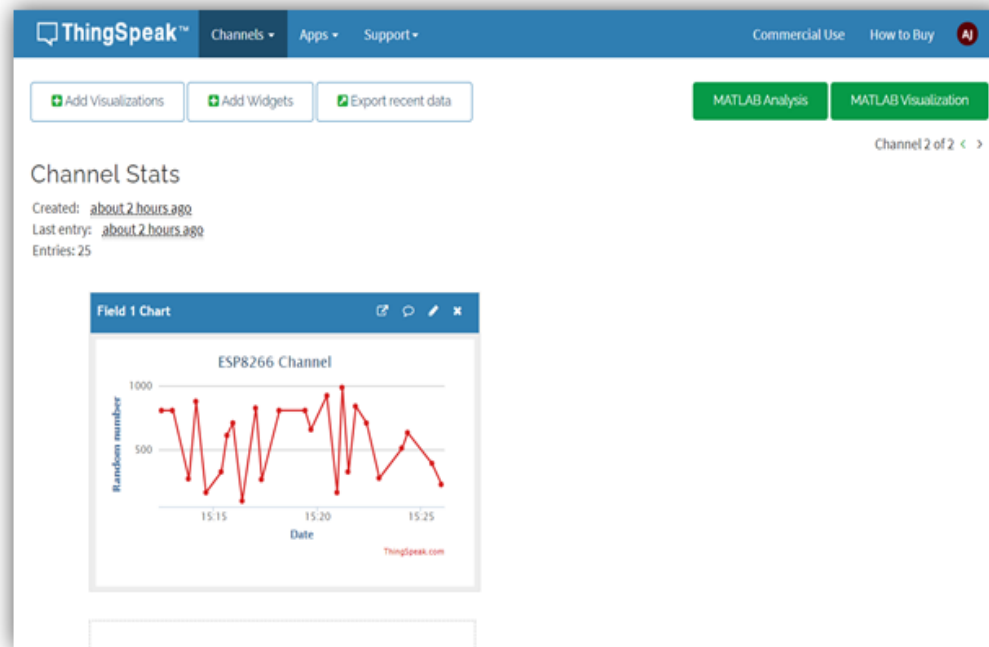 ThingSpeak™ Channels Apps Support Commercial Use How to Buy AJ
Add Visualizations Add Widgets Export recent data MATLAB Analysis MATLAB Visualization
Channel 2 of 2 < >
Channel Stats
Created: about 2 hours ago
Last entry: about 2 hours ago
Entries: 25
Field 1 Chart
ESP8266 Channel
1000
500
Random number
15:15 15:20 15:25
Date
ThingSpeak.com